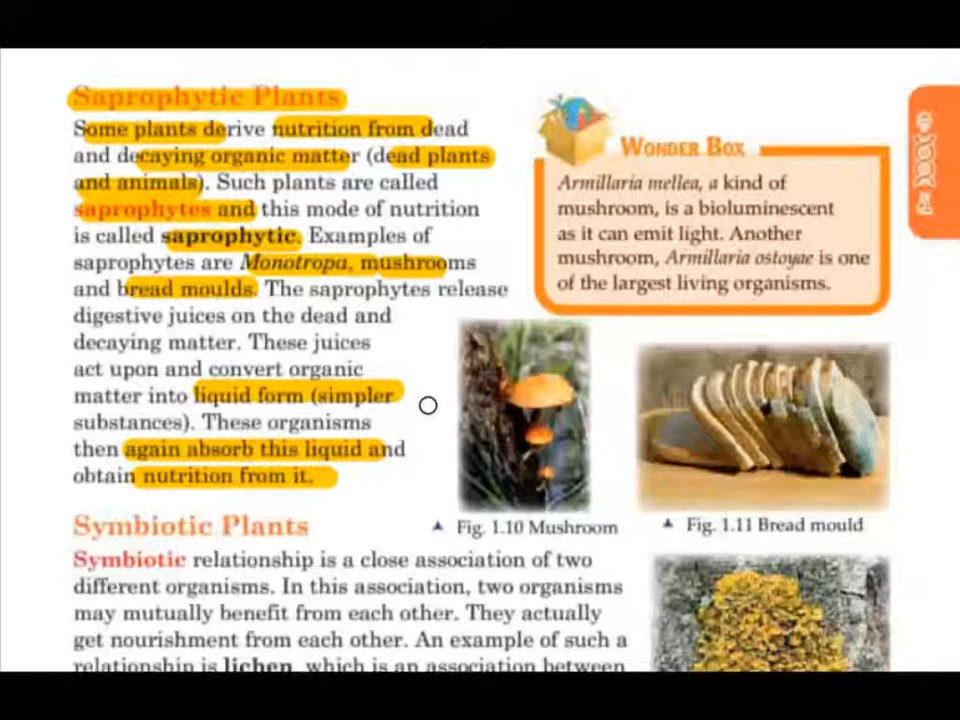 Saprophytic Plants
Some plants derive nutrition from dead
and decaying organic matter (dead plants
and animals). Such plants are called
saprophytes and this mode of nutrition
is called saprophytic. Examples of
saprophytes are Monotropa, mushrooms
and bread moulds. The saprophytes release
digestive juices on the dead and
decaying matter. These juices
act upon and convert organic
matter into liquid form (simpler
substances). These organisms
then again absorb this liquid and
obtain nutrition from it.
WONDER BOX
Armillaria mellea, a kind of
mushroom, is a bioluminescent
as it can emit light. Another
mushroom, Armillaria ostoyae is one
of the largest living organisms.
Fig. 1.10 Mushroom
Fig. 1.11 Bread mould
Symbiotic Plants
Symbiotic relationship is a close association of two
different organisms. In this association, two organisms
may mutually benefit from each other. They actually
get nourishment from each other. An example of such a
relationship is lichen, which is an association between